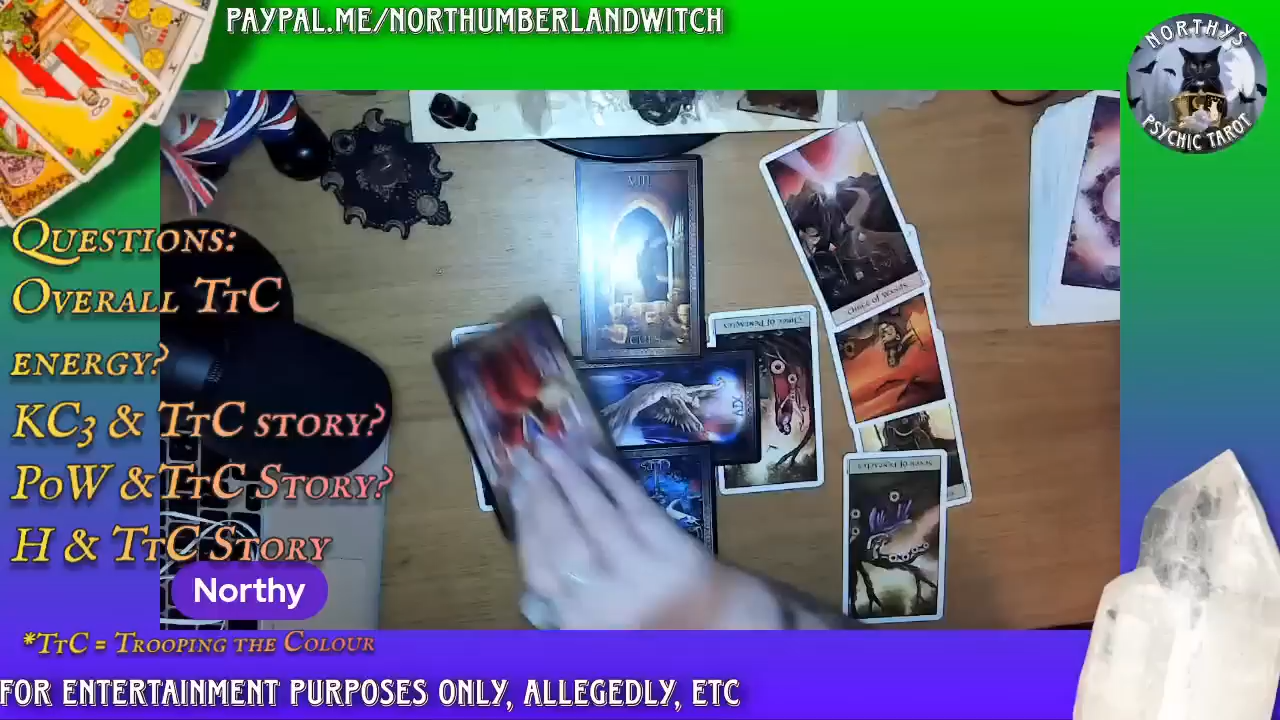 PAYPAL.ME/NORTHUMBERLANDWITCH
NORTHYS
PSYCHIC TAROT
Questions:
Overall TtC
energy?
KC3 & TtC story?
PoW & TtC Story?
H & TtC Story
Northy
*TtC = Trooping the Colour
FOR ENTERTAINMENT PURPOSES ONLY, ALLEGEDLY, ETC
VIII
CUPS
XIV
Three of Pentacles
Three of Wands
Seven of Pentacles